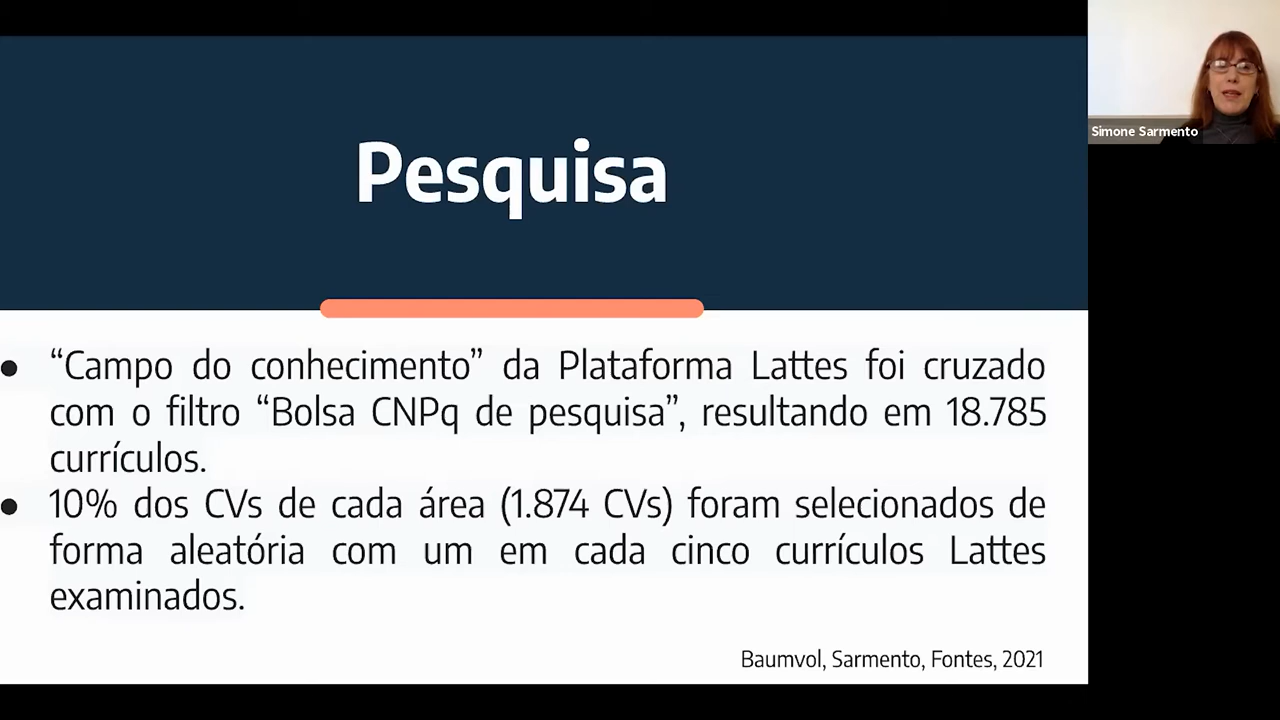 Pesquisa
Simone Sarmento
● “Campo do conhecimento” da Plataforma Lattes foi cruzado
com o filtro “Bolsa CNPq de pesquisa”, resultando em 18.785
currículos.
● 10% dos CVs de cada área (1.874 CVs) foram selecionados de
forma aleatória com um em cada cinco currículos Lattes
examinados.
Baumvol, Sarmento, Fontes, 2021